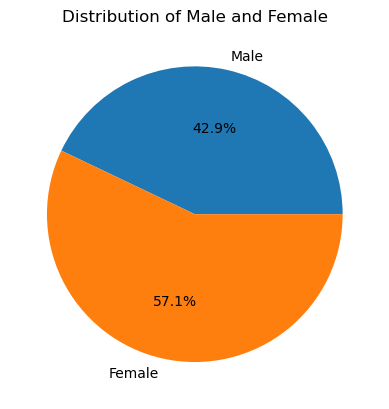 Distribution of Male and Female
Male
42.9%
57.1%
Female